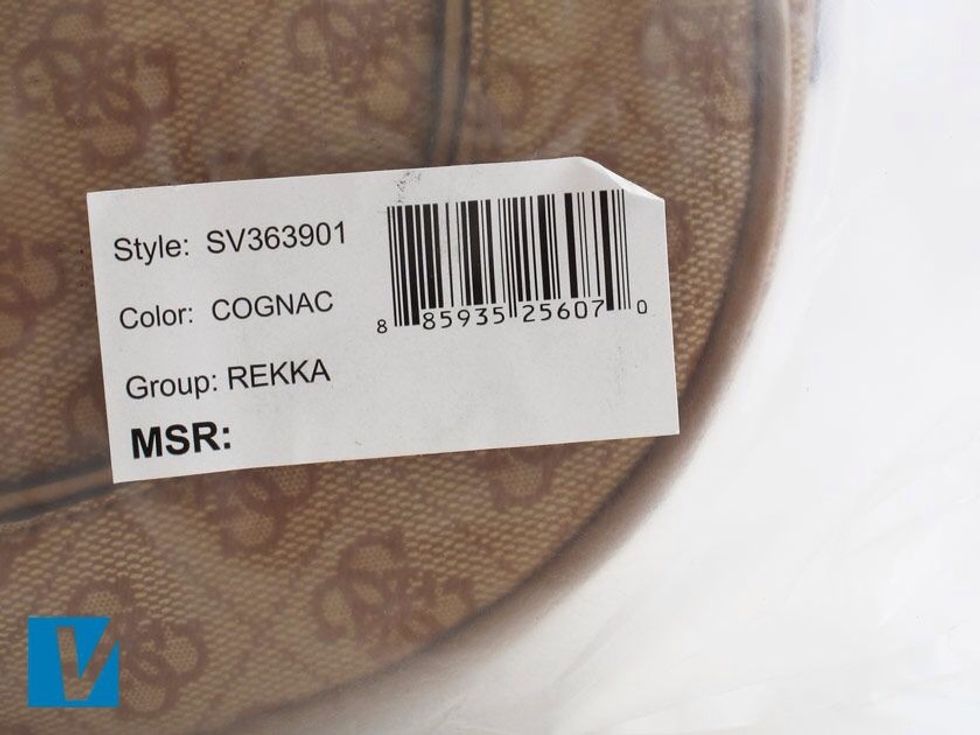 Style: SV363901
Color: COGNAC
Group: REKKA
MSR:
8 85935 25607 0
V